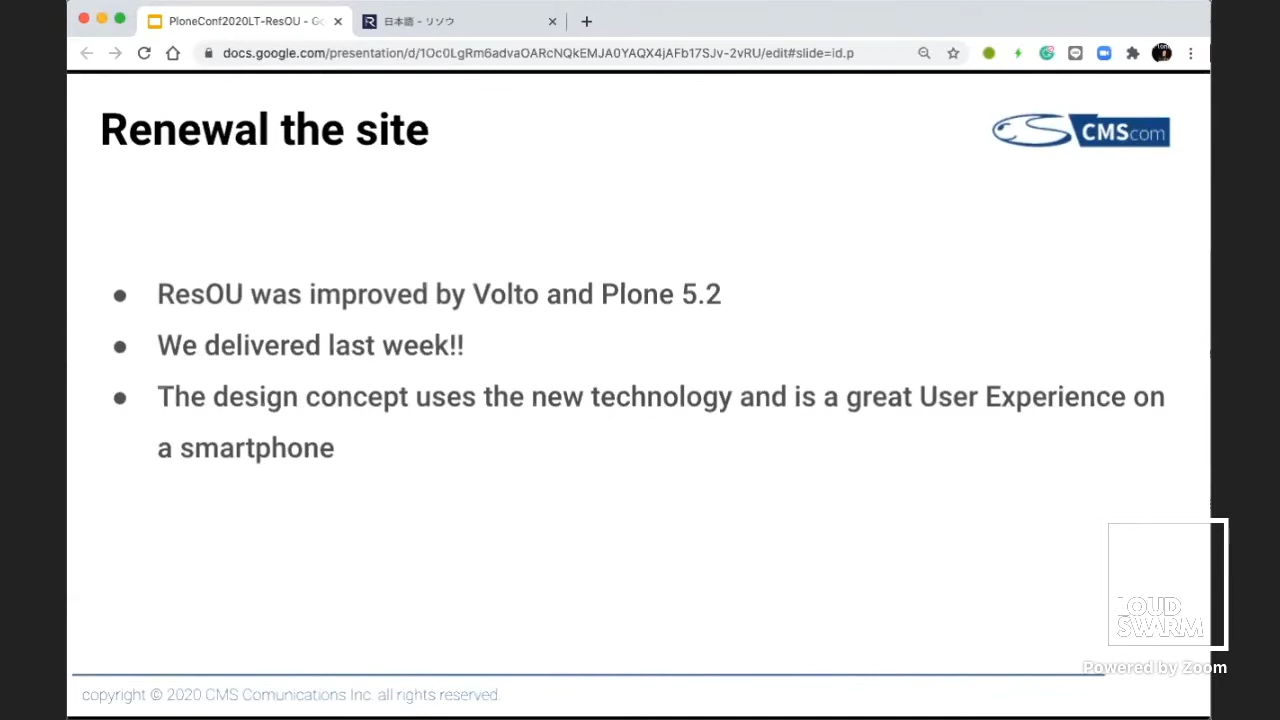 PloneConf2020LT-ResOU - Go
日本語 - リソウ
docs.google.com/presentation/d/1Oc0LgRm6advaOARcNQkEMJA0YAQX4jAFb17SJv-2vRU/edit#slide=id.p
Renewal the site
CMScom
● ResOU was improved by Volto and Plone 5.2
● We delivered last week!!
● The design concept uses the new technology and is a great User Experience on
a smartphone
LOUD
SWARM
Powered by Zoom
copyright © 2020 CMS Comunications Inc. all rights reserved.